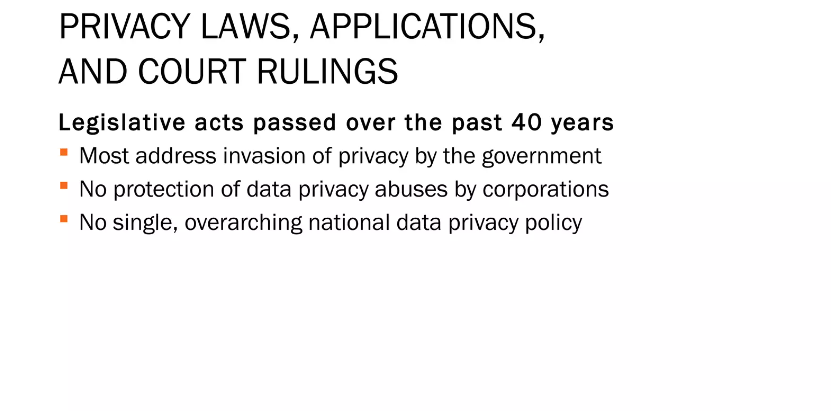 PRIVACY LAWS, APPLICATIONS,
AND COURT RULINGS
Legislative acts passed over the past 40 years
▪ Most address invasion of privacy by the government
▪ No protection of data privacy abuses by corporations
▪ No single, overarching national data privacy policy